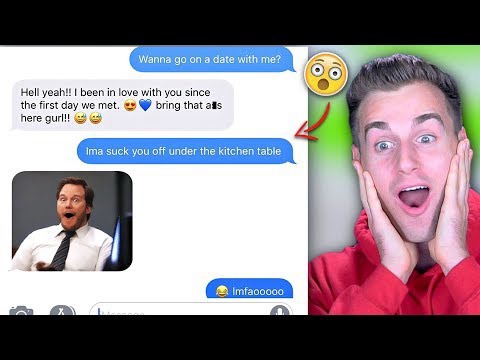 Wanna go on a date with me?
Hell yeah!! I been in love with you since
the first day we met. 😍💙 bring that a■s
here gurl!! 😅😅
Ima suck you off under the kitchen table
😂 lmfaooooo
iMessage